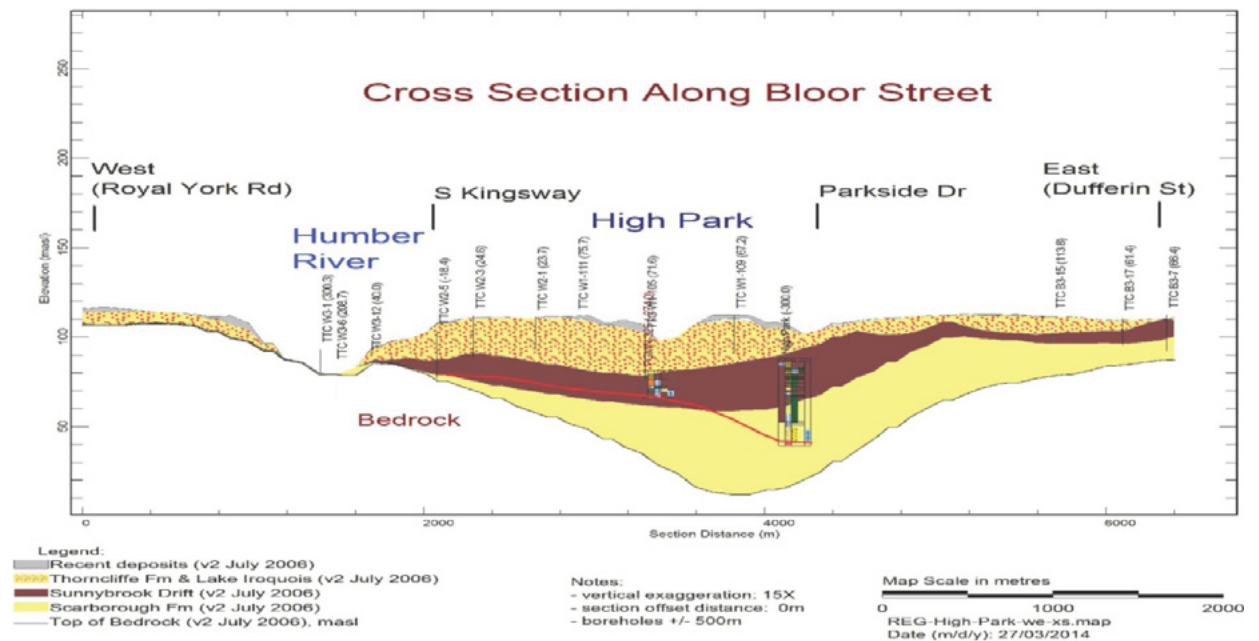 Cross Section Along Bloor Street
West
(Royal York Rd)
Humber
River
S Kingsway
High Park
Parkside Dr
East
(Dufferin St)
TTC W3-1 (300.3)
TTC W3-6 (208.7)
TTC W3-12 (40.0)
TTC W2-5 (-18.4)
TTC W2-3 (24.6)
TTC W2-1 (23.7)
TTC W1-111 (75.7)
TTC W1-109 (67.2)
High Park (-300.0)
TTC B3-15 (113.8)
TTC B3-17 (61.4)
TTC B3-7 (66.4)
Elevation (masl)
250
200
150
100
50
Bedrock
0 2000 4000 6000
Section Distance (m)
Legend:
Recent deposits (v2 July 2006)
Thorncliffe Fm & Lake Iroquois (v2 July 2006)
Sunnybrook Drift (v2 July 2006)
Scarborough Fm (v2 July 2006)
Top of Bedrock (v2 July 2006), masl
Notes:
- vertical exaggeration: 15X
- section offset distance: 0m
- boreholes +/- 500m
Map Scale in metres
0 1000 2000
REG-High-Park-we-xs.map
Date (m/d/y): 27/03/2014